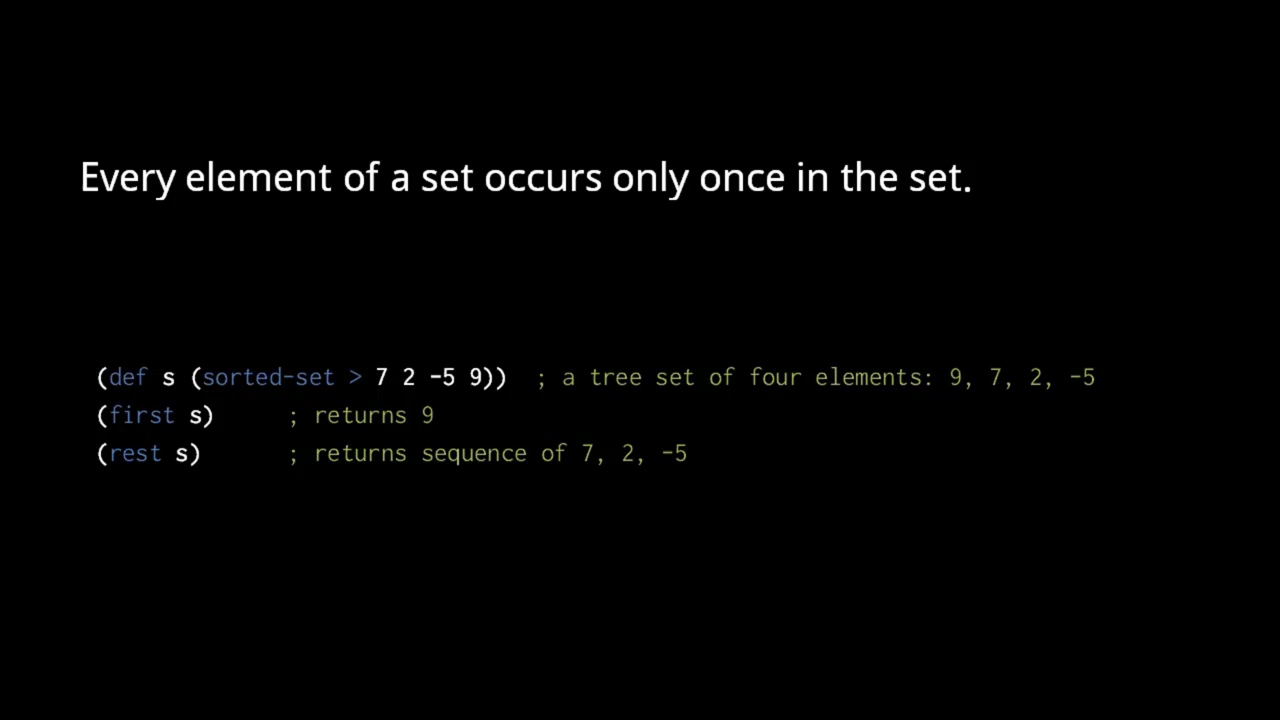 Every element of a set occurs only once in the set.
(def s (sorted-set > 7 2 -5 9))  ; a tree set of four elements: 9, 7, 2, -5
(first s)      ; returns 9
(rest s)       ; returns sequence of 7, 2, -5